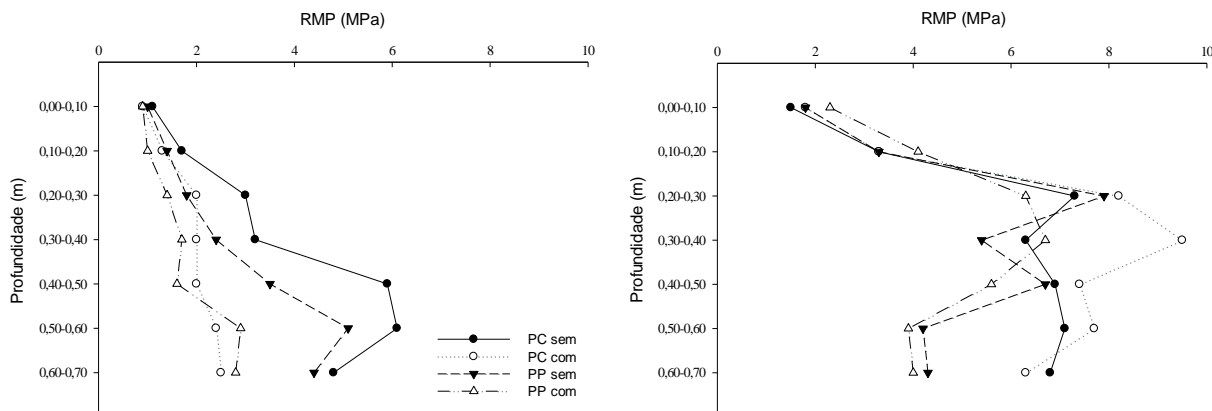 RMP (MPa)
0 2 4 6 8 10
Profundidade (m)
0,00-0,10
0,10-0,20
0,20-0,30
0,30-0,40
0,40-0,50
0,50-0,60
0,60-0,70
PC sem
PC com
PP sem
PP com
RMP (MPa)
0 2 4 6 8 10
Profundidade (m)
0,00-0,10
0,10-0,20
0,20-0,30
0,30-0,40
0,40-0,50
0,50-0,60
0,60-0,70